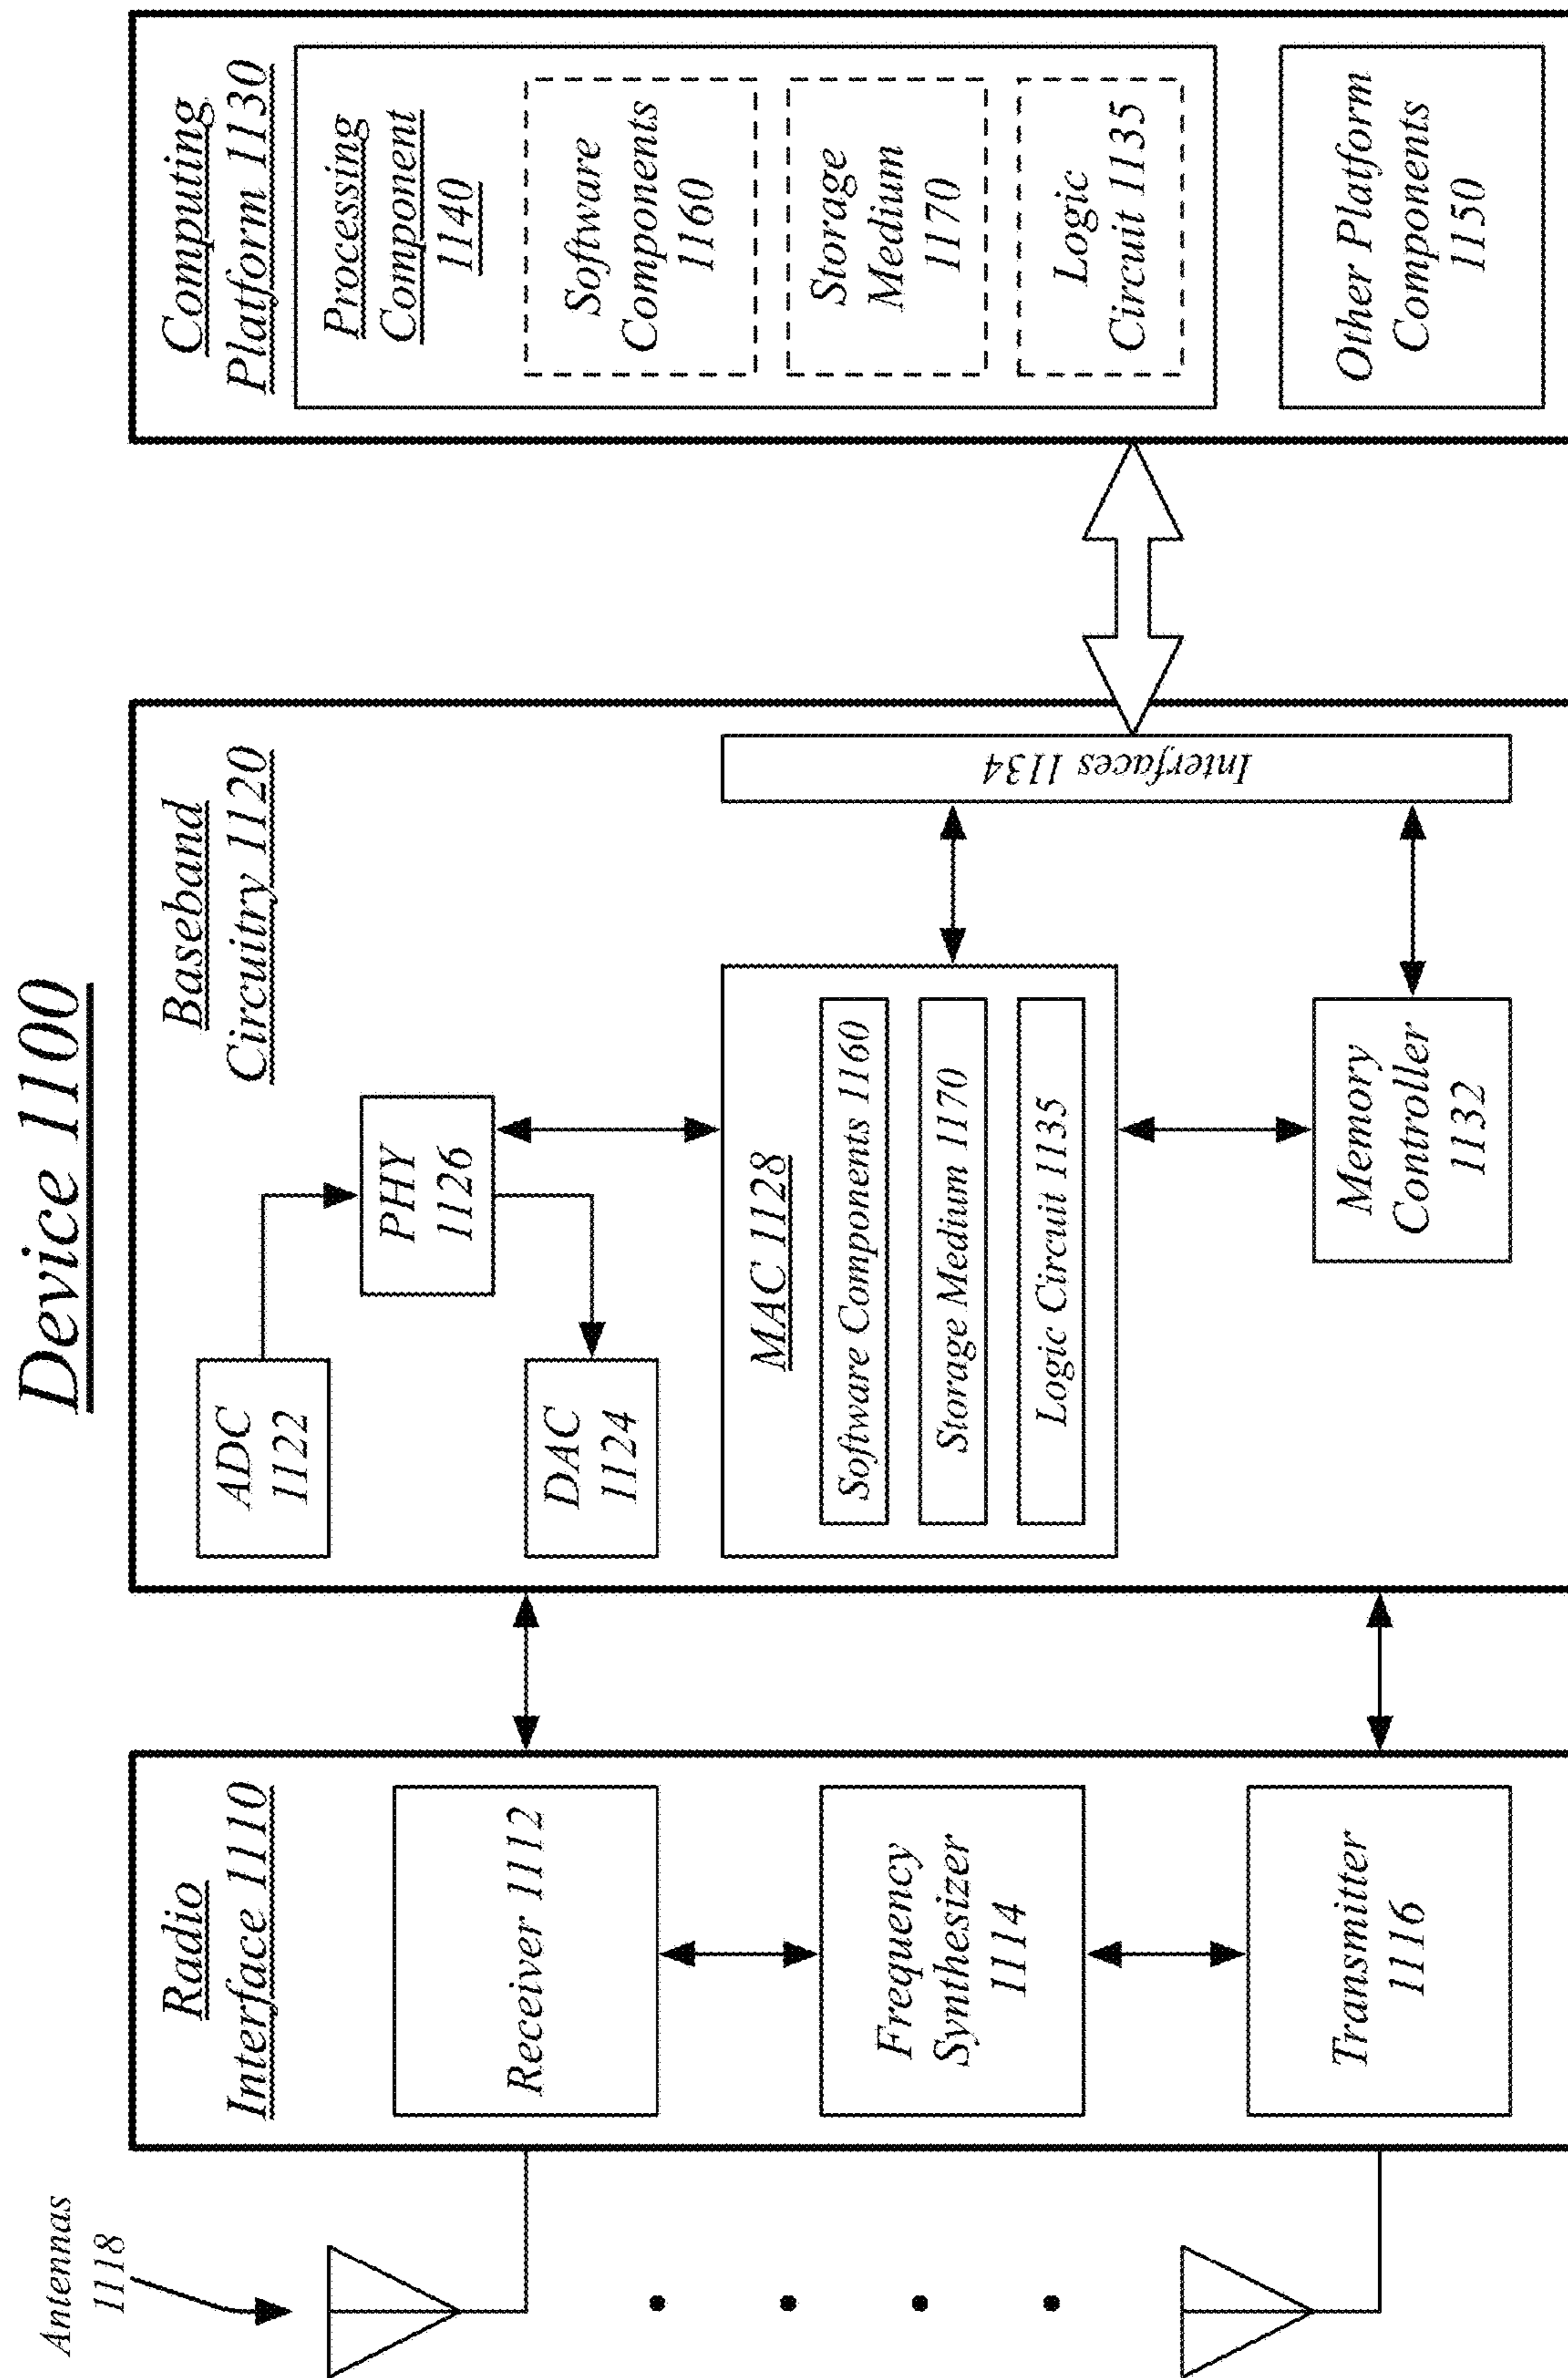 Device 1100
Antennas
1118
Radio
Interface 1110
Receiver 1112
Frequency
Synthesizer
1114
Transmitter
1116
Baseband
Circuitry 1120
ADC
1122
PHY
1126
DAC
1124
MAC 1128
Software Components 1160
Storage Medium 1170
Logic Circuit 1135
Memory
Controller
1132
Interfaces 1134
Computing
Platform 1130
Processing
Component
1140
Software
Components
1160
Storage
Medium
1170
Logic
Circuit 1135
Other Platform
Components
1150